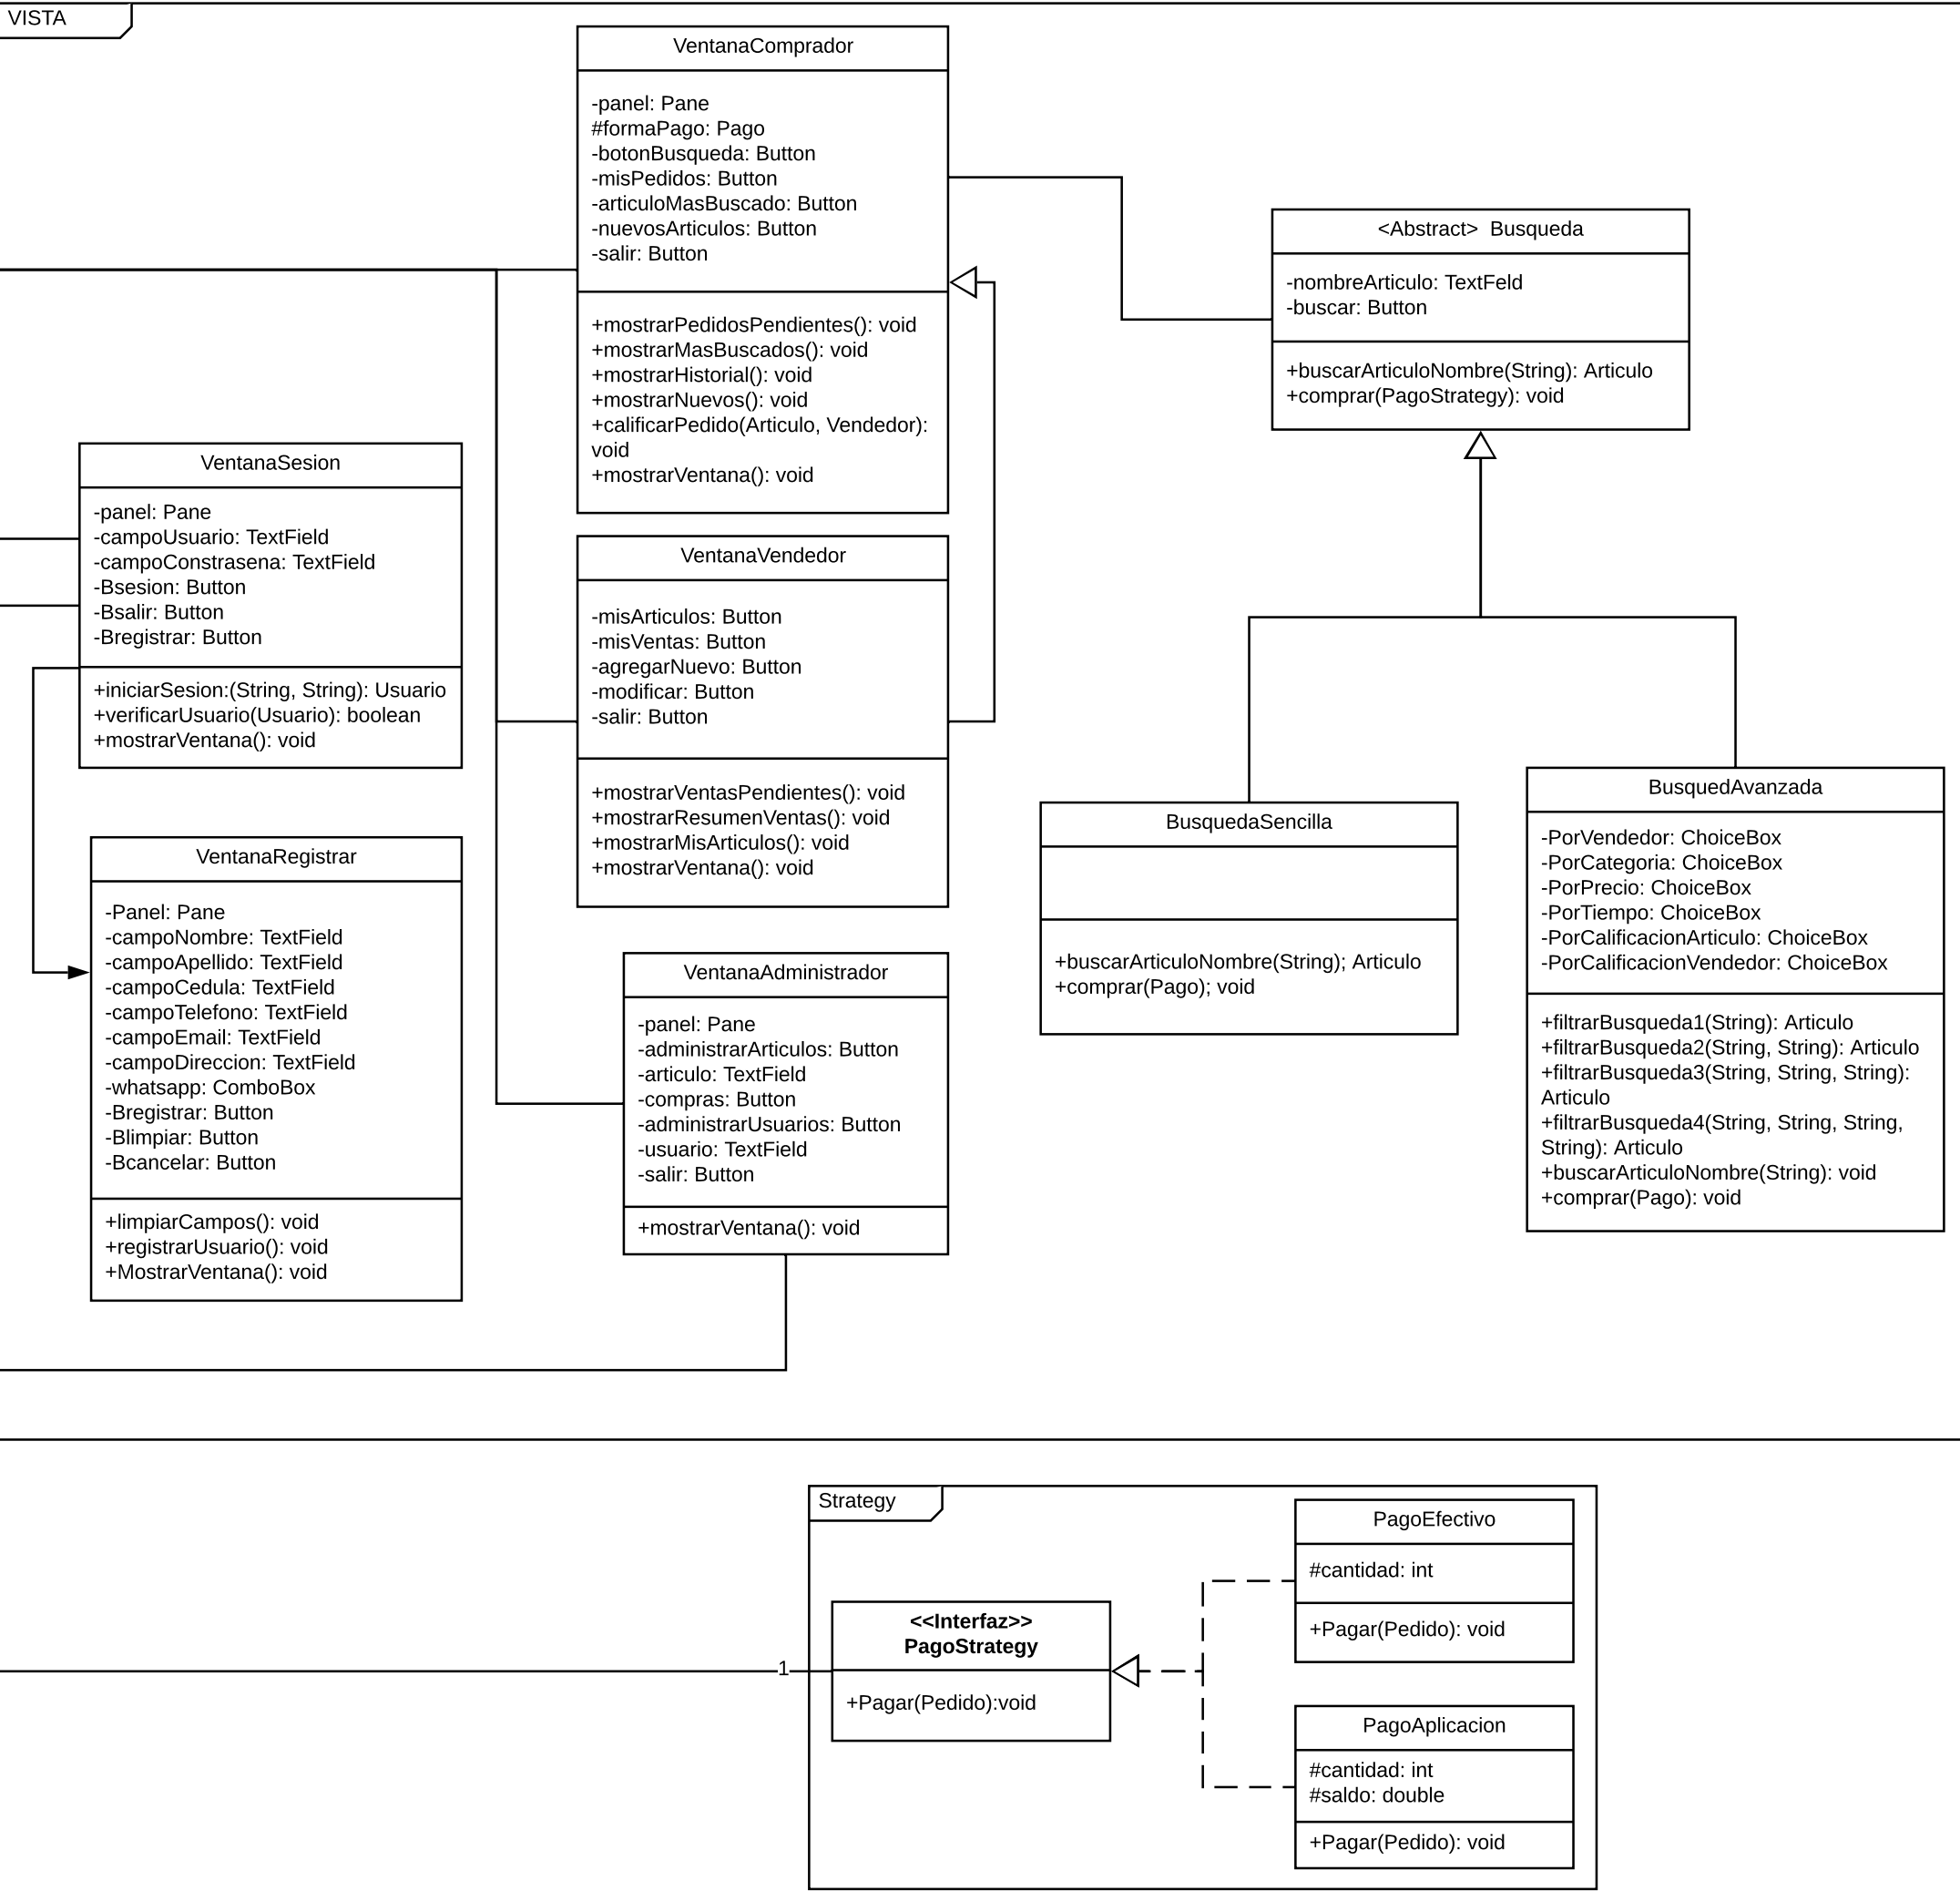 VISTA
VentanaComprador
-panel: Pane
#formaPago: Pago
-botonBusqueda: Button
-misPedidos: Button
-articuloMasBuscado: Button
-nuevosArticulos: Button
-salir: Button
+mostrarPedidosPendientes(): void
+mostrarMasBuscados(): void
+mostrarHistorial(): void
+mostrarNuevos(): void
+calificarPedido(Articulo, Vendedor):
void
+mostrarVentana(): void
<Abstract>  Busqueda
-nombreArticulo: TextFeld
-buscar: Button
+buscarArticuloNombre(String): Articulo
+comprar(PagoStrategy): void
VentanaSesion
-panel: Pane
-campoUsuario: TextField
-campoConstrasena: TextField
-Bsesion: Button
-Bsalir: Button
-Bregistrar: Button
+iniciarSesion:(String, String): Usuario
+verificarUsuario(Usuario): boolean
+mostrarVentana(): void
VentanaVendedor
-misArticulos: Button
-misVentas: Button
-agregarNuevo: Button
-modificar: Button
-salir: Button
+mostrarVentasPendientes(): void
+mostrarResumenVentas(): void
+mostrarMisArticulos(): void
+mostrarVentana(): void
BusquedaSencilla
+buscarArticuloNombre(String); Articulo
+comprar(Pago); void
BusquedAvanzada
-PorVendedor: ChoiceBox
-PorCategoria: ChoiceBox
-PorPrecio: ChoiceBox
-PorTiempo: ChoiceBox
-PorCalificacionArticulo: ChoiceBox
-PorCalificacionVendedor: ChoiceBox
+filtrarBusqueda1(String): Articulo
+filtrarBusqueda2(String, String): Articulo
+filtrarBusqueda3(String, String, String):
Articulo
+filtrarBusqueda4(String, String, String,
String): Articulo
+buscarArticuloNombre(String): void
+comprar(Pago): void
VentanaRegistrar
-Panel: Pane
-campoNombre: TextField
-campoApellido: TextField
-campoCedula: TextField
-campoTelefono: TextField
-campoEmail: TextField
-campoDireccion: TextField
-whatsapp: ComboBox
-Bregistrar: Button
-Blimpiar: Button
-Bcancelar: Button
+limpiarCampos(): void
+registrarUsuario(): void
+MostrarVentana(): void
VentanaAdministrador
-panel: Pane
-administrarArticulos: Button
-articulo: TextField
-compras: Button
-administrarUsuarios: Button
-usuario: TextField
-salir: Button
+mostrarVentana(): void
Strategy
PagoEfectivo
#cantidad: int
+Pagar(Pedido): void
1
<<Interfaz>>
PagoStrategy
+Pagar(Pedido):void
PagoAplicacion
#cantidad: int
#saldo: double
+Pagar(Pedido): void